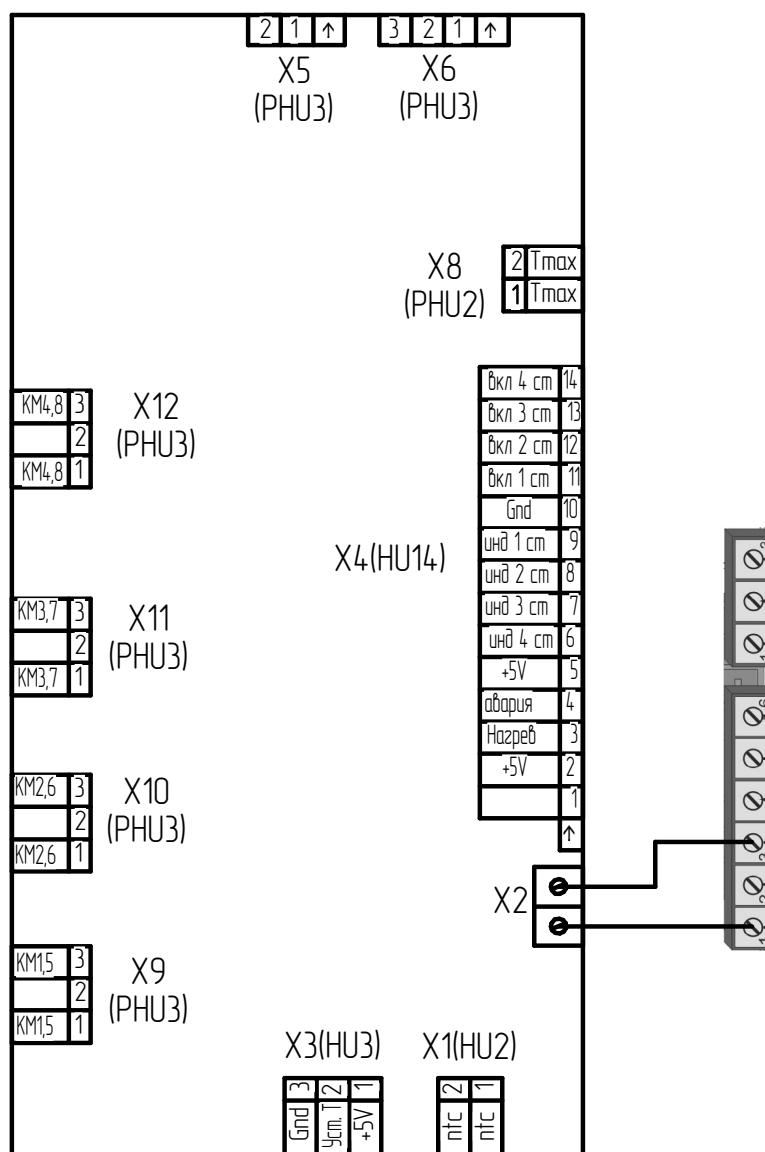 2 1 ↑
3 2 1 ↑
X5
(PHU3)
X6
(PHU3)
X8
(PHU2)
2 Tmax
1 Tmax
X12
(PHU3)
KM4,8 3
2
KM4,8 1
X11
(PHU3)
KM3,7 3
2
KM3,7 1
X10
(PHU3)
KM2,6 3
2
KM2,6 1
X9
(PHU3)
KM1,5 3
2
KM1,5 1
X4(HU14)
вкл 4 ст 14
вкл 3 ст 13
вкл 2 ст 12
вкл 1 ст 11
Gnd 10
инд 1 ст 9
инд 2 ст 8
инд 3 ст 7
инд 4 ст 6
+5V 5
авария 4
Нагрев 3
+5V 2
1
↑
X2
X3(HU3)
3 2 1
Gnd Уст. Т +5V
X1(HU2)
2 1
ntc ntc